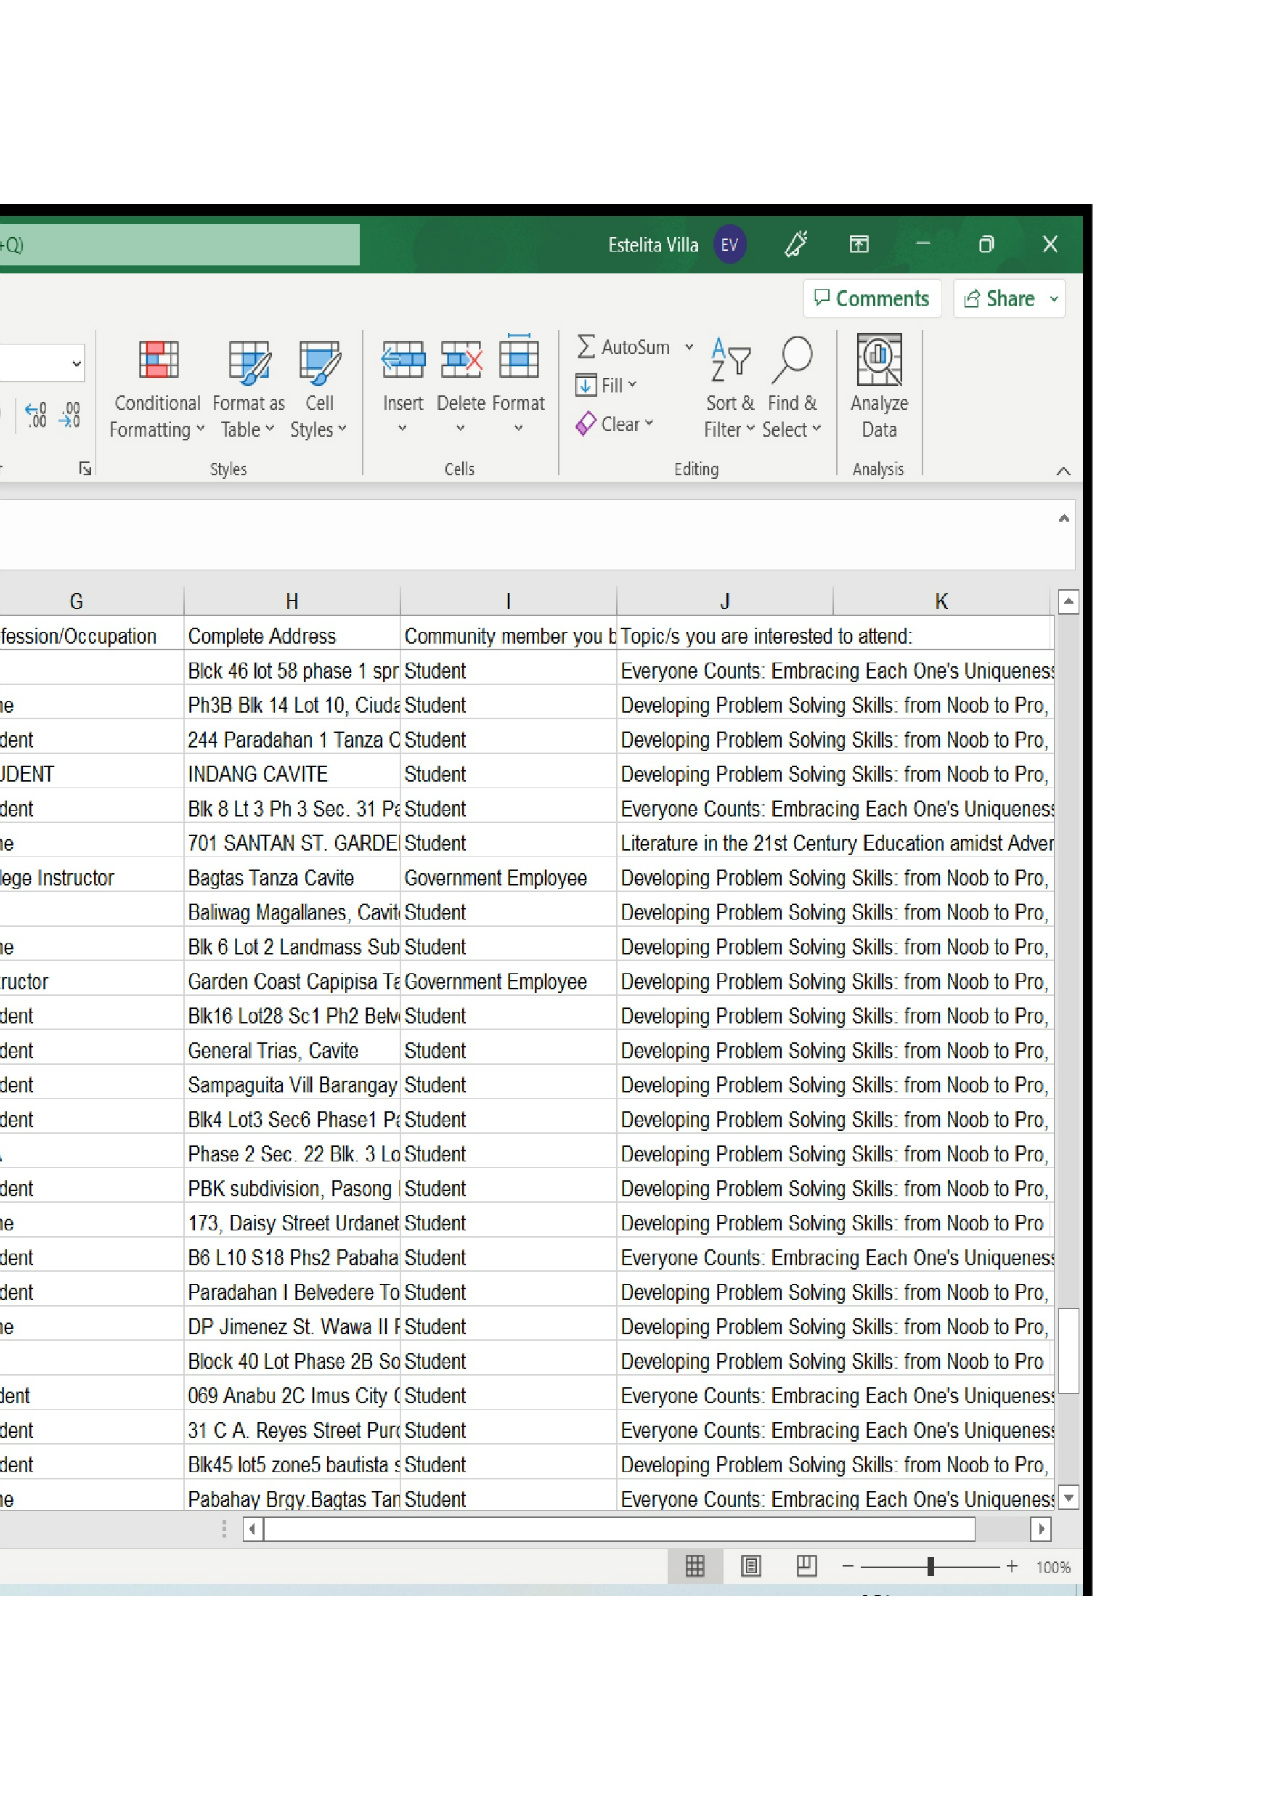 +Q) Estelita Villa EV
Comments Share
Conditional Formatting Format as Table Cell Styles Insert Delete Format AutoSum Fill Clear Sort & Filter Find & Select Analyze Data
Styles Cells Editing Analysis
G H I J K
fession/Occupation Complete Address Community member you b Topic/s you are interested to attend:
Blck 46 lot 58 phase 1 spr Student Everyone Counts: Embracing Each One's Uniqueness
ne Ph3B Blk 14 Lot 10, Ciuda Student Developing Problem Solving Skills: from Noob to Pro,
dent 244 Paradahan 1 Tanza C Student Developing Problem Solving Skills: from Noob to Pro,
UDENT INDANG CAVITE Student Developing Problem Solving Skills: from Noob to Pro,
dent Blk 8 Lt 3 Ph 3 Sec. 31 Pa Student Everyone Counts: Embracing Each One's Uniqueness
ne 701 SANTAN ST. GARDE Student Literature in the 21st Century Education amidst Adver
lege Instructor Bagtas Tanza Cavite Government Employee Developing Problem Solving Skills: from Noob to Pro,
Baliwag Magallanes, Cavit Student Developing Problem Solving Skills: from Noob to Pro,
ne Blk 6 Lot 2 Landmass Sub Student Developing Problem Solving Skills: from Noob to Pro,
tructor Garden Coast Capipisa Ta Government Employee Developing Problem Solving Skills: from Noob to Pro,
dent Blk16 Lot28 Sc1 Ph2 Belv Student Developing Problem Solving Skills: from Noob to Pro,
dent General Trias, Cavite Student Developing Problem Solving Skills: from Noob to Pro,
dent Sampaguita Vill Barangay Student Developing Problem Solving Skills: from Noob to Pro,
dent Blk4 Lot3 Sec6 Phase1 Pa Student Developing Problem Solving Skills: from Noob to Pro,
Phase 2 Sec. 22 Blk. 3 Lo Student Developing Problem Solving Skills: from Noob to Pro,
dent PBK subdivision, Pasong Student Developing Problem Solving Skills: from Noob to Pro,
ne 173, Daisy Street Urdanet Student Developing Problem Solving Skills: from Noob to Pro
dent B6 L10 S18 Phs2 Pabaha Student Everyone Counts: Embracing Each One's Uniqueness
dent Paradahan I Belvedere To Student Developing Problem Solving Skills: from Noob to Pro,
ne DP Jimenez St. Wawa II Student Developing Problem Solving Skills: from Noob to Pro,
Block 40 Lot Phase 2B So Student Developing Problem Solving Skills: from Noob to Pro
dent 069 Anabu 2C Imus City Student Everyone Counts: Embracing Each One's Uniqueness
dent 31 C A. Reyes Street Pur Student Everyone Counts: Embracing Each One's Uniqueness
dent Blk45 lot5 zone5 bautista s Student Developing Problem Solving Skills: from Noob to Pro,
ne Pabahay Brgy.Bagtas Tan Student Everyone Counts: Embracing Each One's Uniqueness
100%